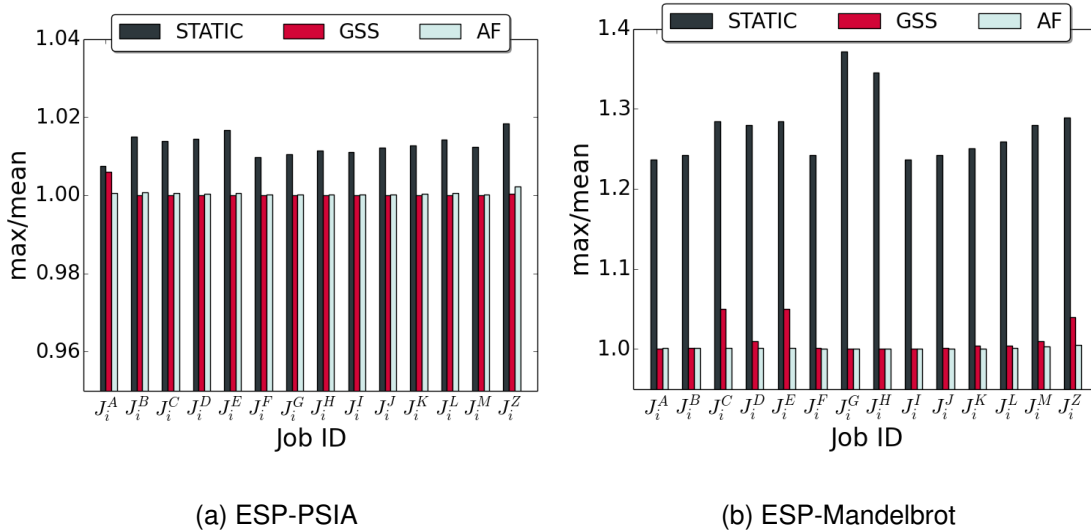 STATIC GSS AF
1.04
1.02
1.00
0.98
0.96
max/mean
J_i^A J_i^B J_i^C J_i^D J_i^E J_i^F J_i^G J_i^H J_i^I J_i^J J_i^K J_i^L J_i^M J_i^Z
Job ID
(a) ESP-PSIA
STATIC GSS AF
1.4
1.3
1.2
1.1
1.0
max/mean
J_i^A J_i^B J_i^C J_i^D J_i^E J_i^F J_i^G J_i^H J_i^I J_i^J J_i^K J_i^L J_i^M J_i^Z
Job ID
(b) ESP-Mandelbrot